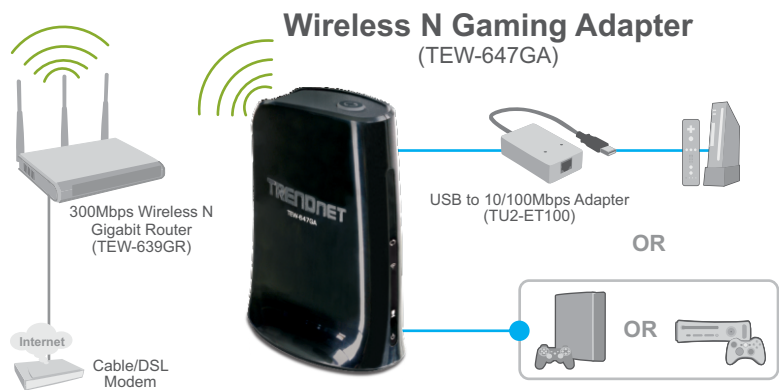 Wireless N Gaming Adapter
(TEW-647GA)
TRENDNET
TEW-647GA
300Mbps Wireless N
Gigabit Router
(TEW-639GR)
USB to 10/100Mbps Adapter
(TU2-ET100)
OR
OR
Internet
Cable/DSL
Modem